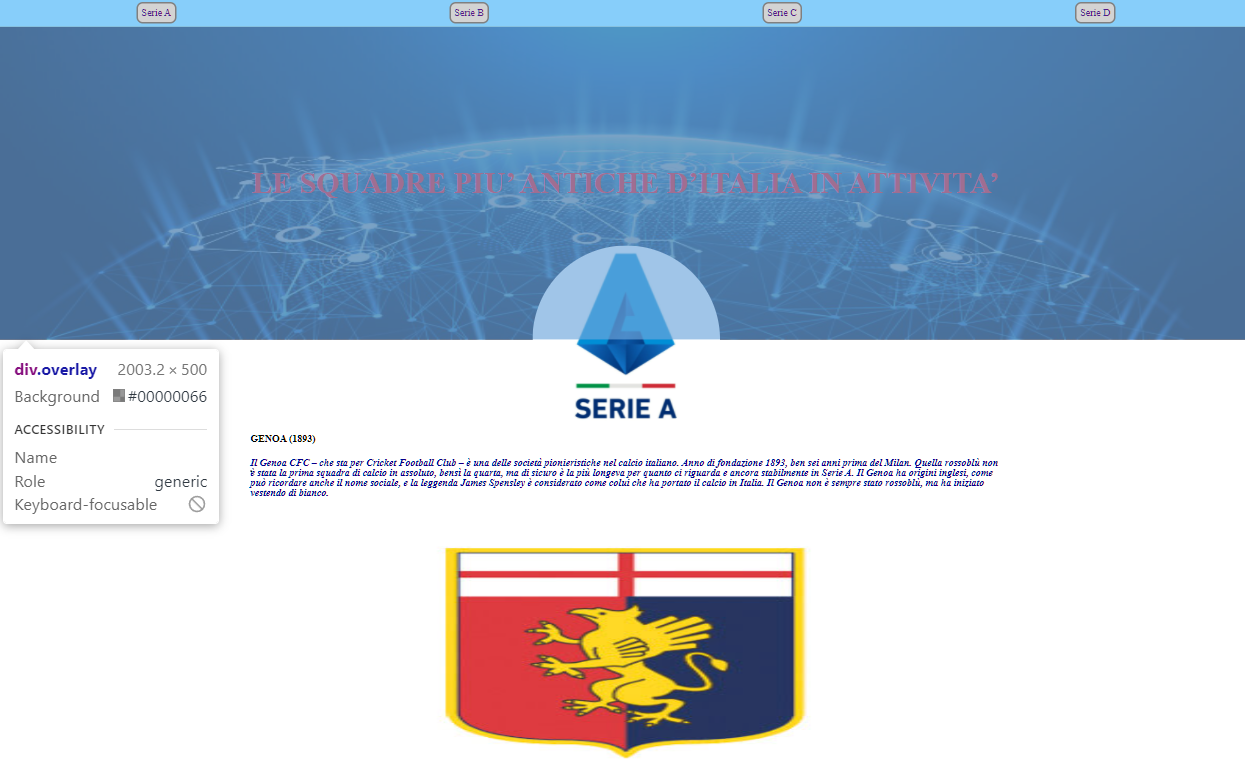 Serie A
Serie B
Serie C
Serie D
LE SQUADRE PIU’ ANTICHE D’ITALIA IN ATTIVITA’
SERIE A
div.overlay 2003.2 × 500
Background #00000066
ACCESSIBILITY
Name
Role generic
Keyboard-focusable
GENOA (1893)
Il Genoa CFC – che sta per Cricket Football Club – è una delle società pionieristiche nel calcio italiano. Anno di fondazione 1893, ben sei anni prima del Milan. Quella rossoblù non
è stata la prima squadra di calcio in assoluto, bensì la quarta, ma di sicuro è la più longeva per quanto ci riguarda e ancora stabilmente in Serie A. Il Genoa ha origini inglesi, come
può ricordare anche il nome sociale, e la leggenda James Spensley è considerato come colui che ha portato il calcio in Italia. Il Genoa non è sempre stato rossoblù, ma ha iniziato
vestendo di bianco.